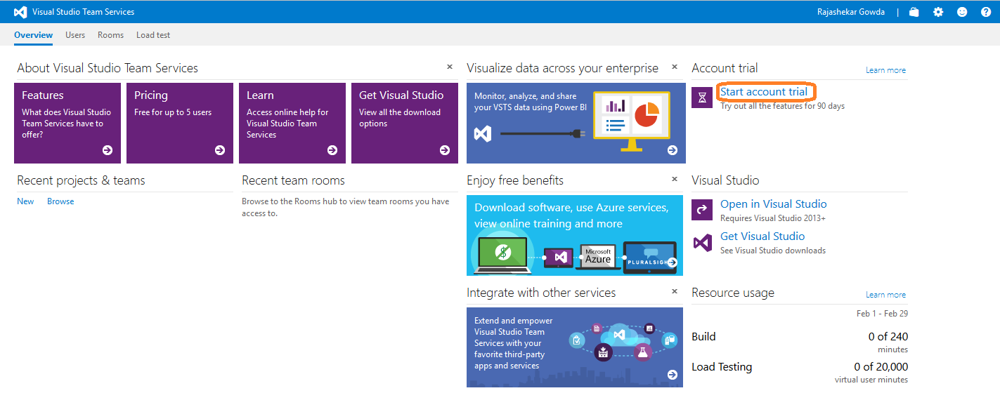 Visual Studio Team Services
Rajashekar Gowda
Overview
Users
Rooms
Load test
About Visual Studio Team Services
Features
What does Visual Studio
Team Services have to
offer?
Pricing
Free for up to 5 users
Learn
Access online help for
Visual Studio Team
Services
Get Visual Studio
View all the download
options
Recent projects & teams
New
Browse
Recent team rooms
Browse to the Rooms hub to view team rooms you have
access to.
Visualize data across your enterprise
Monitor, analyze, and share
your VSTS data using Power BI
Enjoy free benefits
Download software, use Azure services,
view online training and more
Microsoft
Azure
PLURALSIGHT
Integrate with other services
Extend and empower
Visual Studio Team
Services with your
favorite third-party
apps and services
Account trial
Learn more
Start account trial
Try out all the features for 90 days
Visual Studio
Open in Visual Studio
Requires Visual Studio 2013+
Get Visual Studio
See Visual Studio downloads
Resource usage
Learn more
Feb 1 - Feb 29
Build
0 of 240
minutes
Load Testing
0 of 20,000
virtual user minutes